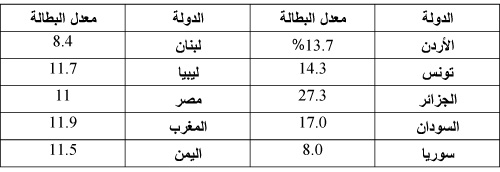 الدولة معدل البطالة الدولة معدل البطالة
الأردن %13.7 لبنان 8.4
تونس 14.3 ليبيا 11.7
الجزائر 27.3 مصر 11
السودان 17.0 المغرب 11.9
سوريا 8.0 اليمن 11.5